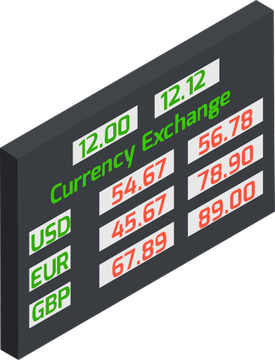 12.00 12.12
Currency Exchange
USD 54.67 56.78
EUR 45.67 78.90
GBP 67.89 89.00